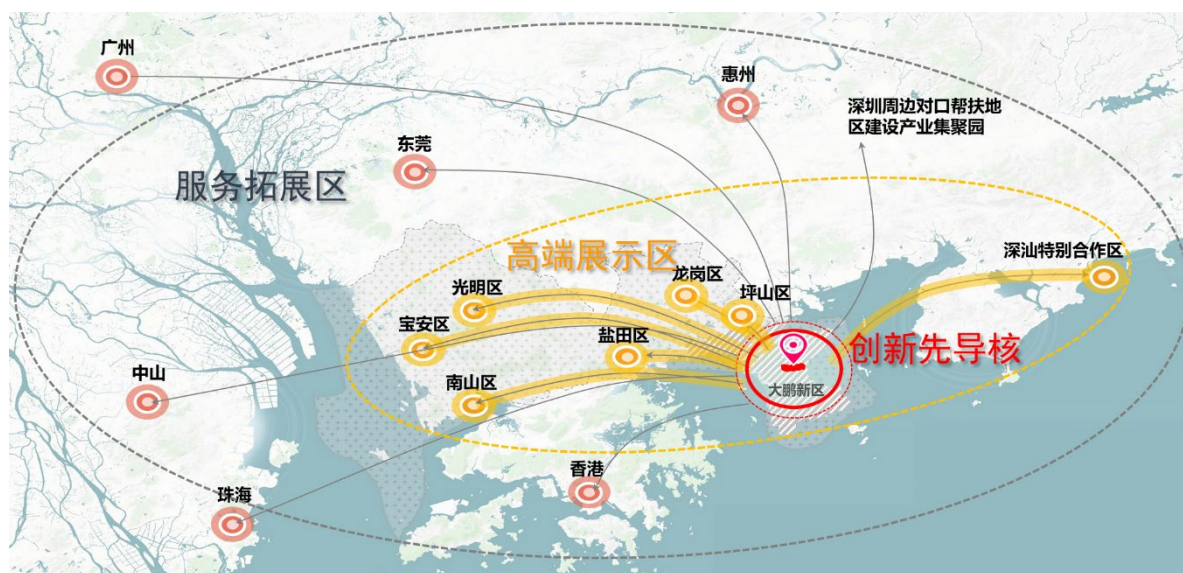 广州
惠州
深圳周边对口帮扶地
区建设产业集聚园
东莞
服务拓展区
高端展示区
深汕特别合作区
龙岗区
光明区
坪山区
宝安区
盐田区
创新先导核
中山
南山区
大鹏新区
香港
珠海